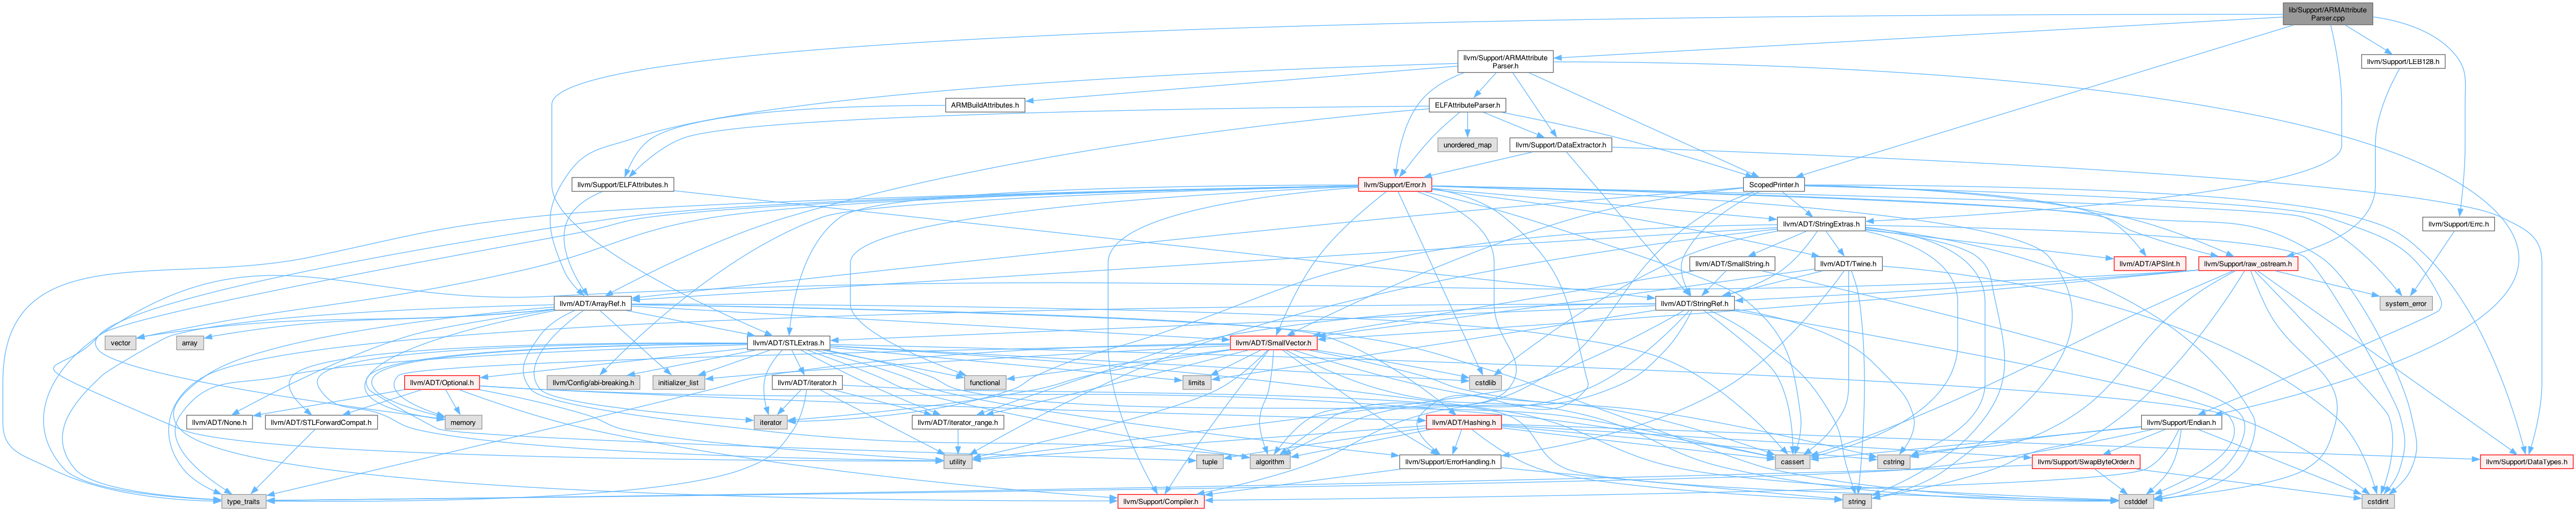 lib/Support/ARMAttribute
Parser.cpp
llvm/Support/ARMAttribute
Parser.h
llvm/Support/LEB128.h
ARMBuildAttributes.h
ELFAttributeParser.h
unordered_map
llvm/Support/DataExtractor.h
llvm/Support/ELFAttributes.h
llvm/Support/Error.h
ScopedPrinter.h
llvm/ADT/StringExtras.h
llvm/Support/Errc.h
llvm/ADT/SmallString.h
llvm/ADT/Twine.h
llvm/ADT/APSInt.h
llvm/Support/raw_ostream.h
llvm/ADT/ArrayRef.h
llvm/ADT/StringRef.h
system_error
vector
array
llvm/ADT/STLExtras.h
llvm/ADT/SmallVector.h
llvm/ADT/Optional.h
llvm/Config/abi-breaking.h
initializer_list
llvm/ADT/iterator.h
functional
limits
cstdlib
llvm/ADT/None.h
llvm/ADT/STLForwardCompat.h
memory
iterator
llvm/ADT/iterator_range.h
llvm/ADT/Hashing.h
llvm/Support/Endian.h
utility
tuple
algorithm
llvm/Support/ErrorHandling.h
cassert
cstring
llvm/Support/SwapByteOrder.h
llvm/Support/DataTypes.h
type_traits
llvm/Support/Compiler.h
string
cstddef
cstdint